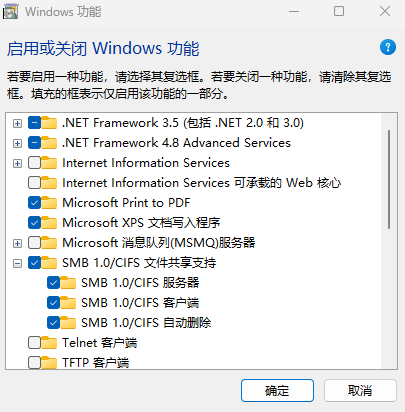 Windows 功能
启用或关闭 Windows 功能
?
若要启用一种功能，请选择其复选框。若要关闭一种功能，请清除其复选
框。填充的框表示仅启用该功能的一部分。
.NET Framework 3.5 (包括 .NET 2.0 和 3.0)
.NET Framework 4.8 Advanced Services
Internet Information Services
Internet Information Services 可承载的 Web 核心
Microsoft Print to PDF
Microsoft XPS 文档写入程序
Microsoft 消息队列(MSMQ)服务器
SMB 1.0/CIFS 文件共享支持
SMB 1.0/CIFS 服务器
SMB 1.0/CIFS 客户端
SMB 1.0/CIFS 自动删除
Telnet 客户端
TFTP 客户端
确定
取消